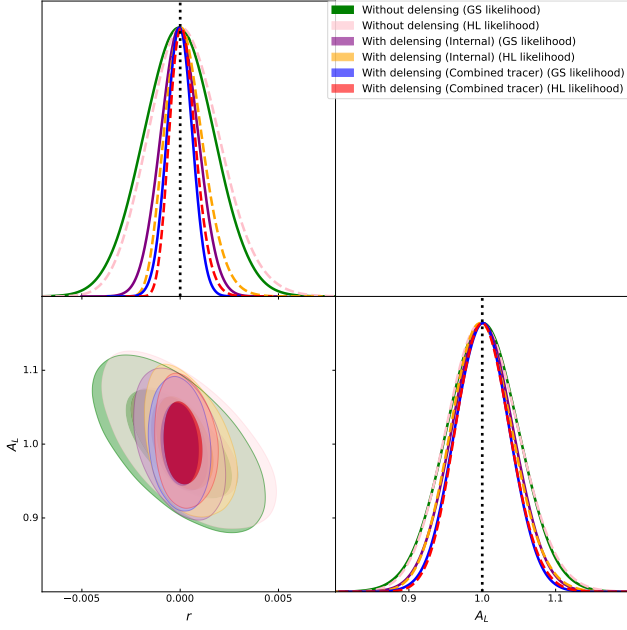 Without delensing (GS likelihood)
Without delensing (HL likelihood)
With delensing (Internal) (GS likelihood)
With delensing (Internal) (HL likelihood)
With delensing (Combined tracer) (GS likelihood)
With delensing (Combined tracer) (HL likelihood)
1.1
1.0
0.9
A_L
−0.005 0.000 0.005
r
0.9 1.0 1.1
A_L